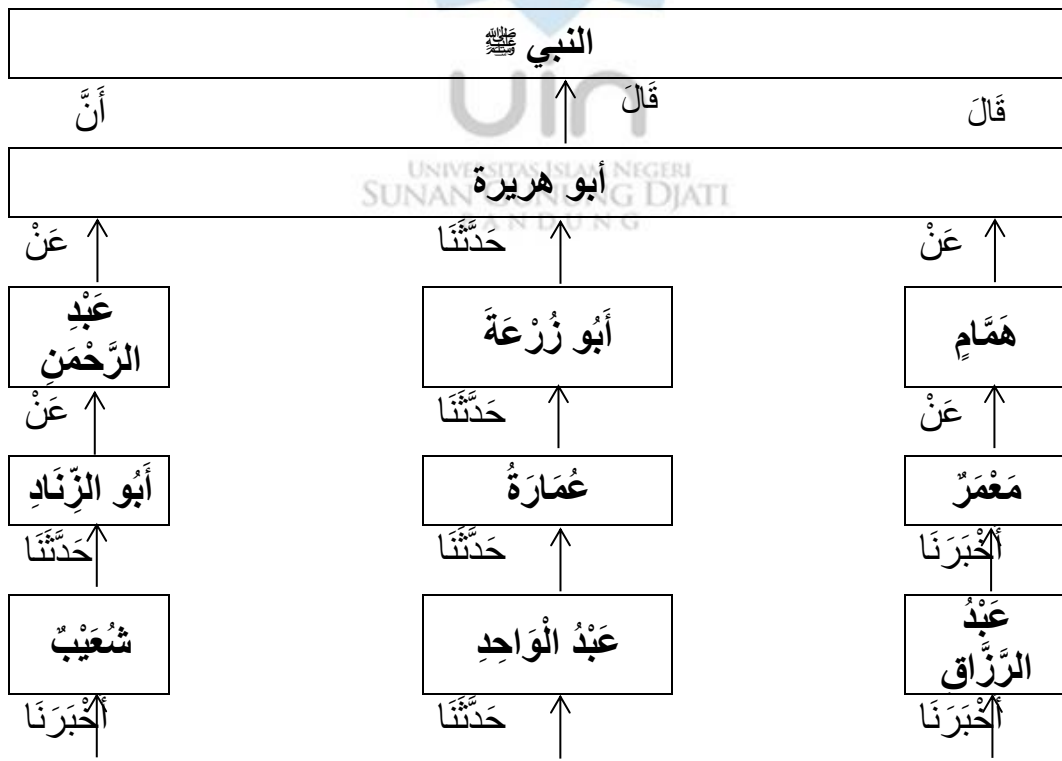 النبي ﷺ
قَالَ قَالَ أَنَّ
uin
UNIVERSITAS ISLAM NEGERI
SUNAN GUNUNG DJATI
BANDUNG
أبو هريرة
عَنْ حَدَّثَنَا عَنْ
هَمَّامٍ
أَبُو زُرْعَةَ
عَبْدِ
الرَّحْمَنِ
عَنْ حَدَّثَنَا عَنْ
مَعْمَرٌ
عُمَارَةُ
أَبُو الزِّنَادِ
أَخْبَرَنَا حَدَّثَنَا حَدَّثَنَا
عَبْدُ
الرَّزَّاقِ
عَبْدُ الْوَاحِدِ
شُعَيْبٌ
أَخْبَرَنَا حَدَّثَنَا أَخْبَرَنَا